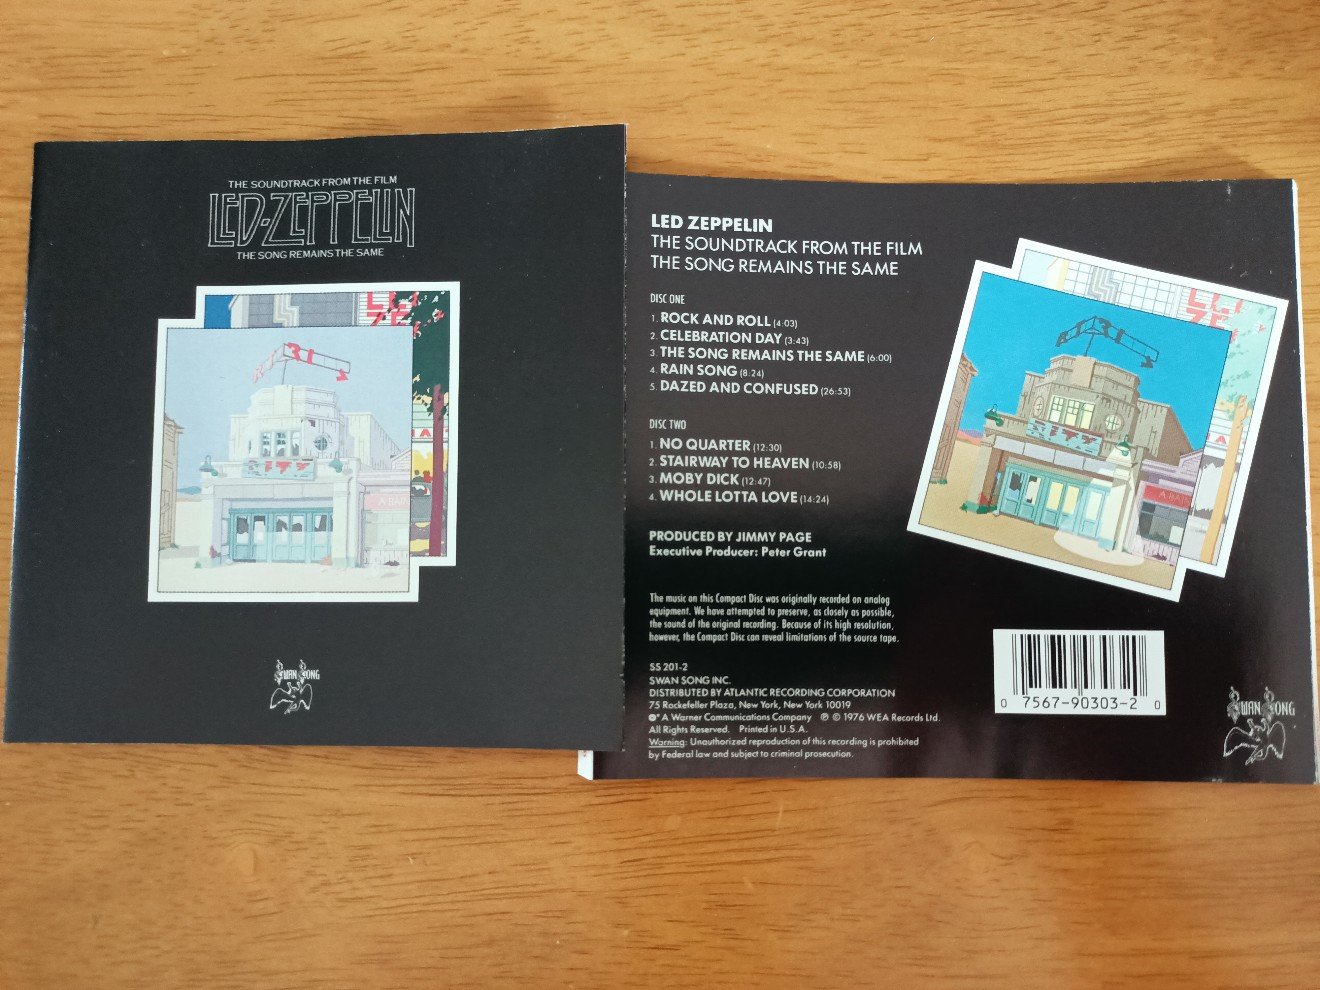 THE SOUNDTRACK FROM THE FILM
LED-ZEPPELIN
THE SONG REMAINS THE SAME
SWAN SONG
LED ZEPPELIN
THE SOUNDTRACK FROM THE FILM
THE SONG REMAINS THE SAME
DISC ONE
1. ROCK AND ROLL (4:03)
2. CELEBRATION DAY (3:43)
3. THE SONG REMAINS THE SAME (6:00)
4. RAIN SONG (8.24)
5. DAZED AND CONFUSED (26:53)
DISC TWO
1. NO QUARTER (12:30)
2. STAIRWAY TO HEAVEN (10:58)
3. MOBY DICK (12:47)
4. WHOLE LOTTA LOVE (14:24)
PRODUCED BY JIMMY PAGE
Executive Producer: Peter Grant
The music on this Compact Disc was originally recorded on analog
equipment. We have attempted to preserve, as closely as possible,
the sound of the original recording. Because of its high resolution,
however, the Compact Disc can reveal limitations of the source tape.
SS 201-2
SWAN SONG INC.
DISTRIBUTED BY ATLANTIC RECORDING CORPORATION
75 Rockefeller Plaza, New York, New York 10019
A Warner Communications Company ℗ © 1976 WEA Records Ltd.
All Rights Reserved. Printed in U.S.A.
Warning: Unauthorized reproduction of this recording is prohibited
by Federal law and subject to criminal prosecution.
0 7567-90303-2 0
SWAN SONG